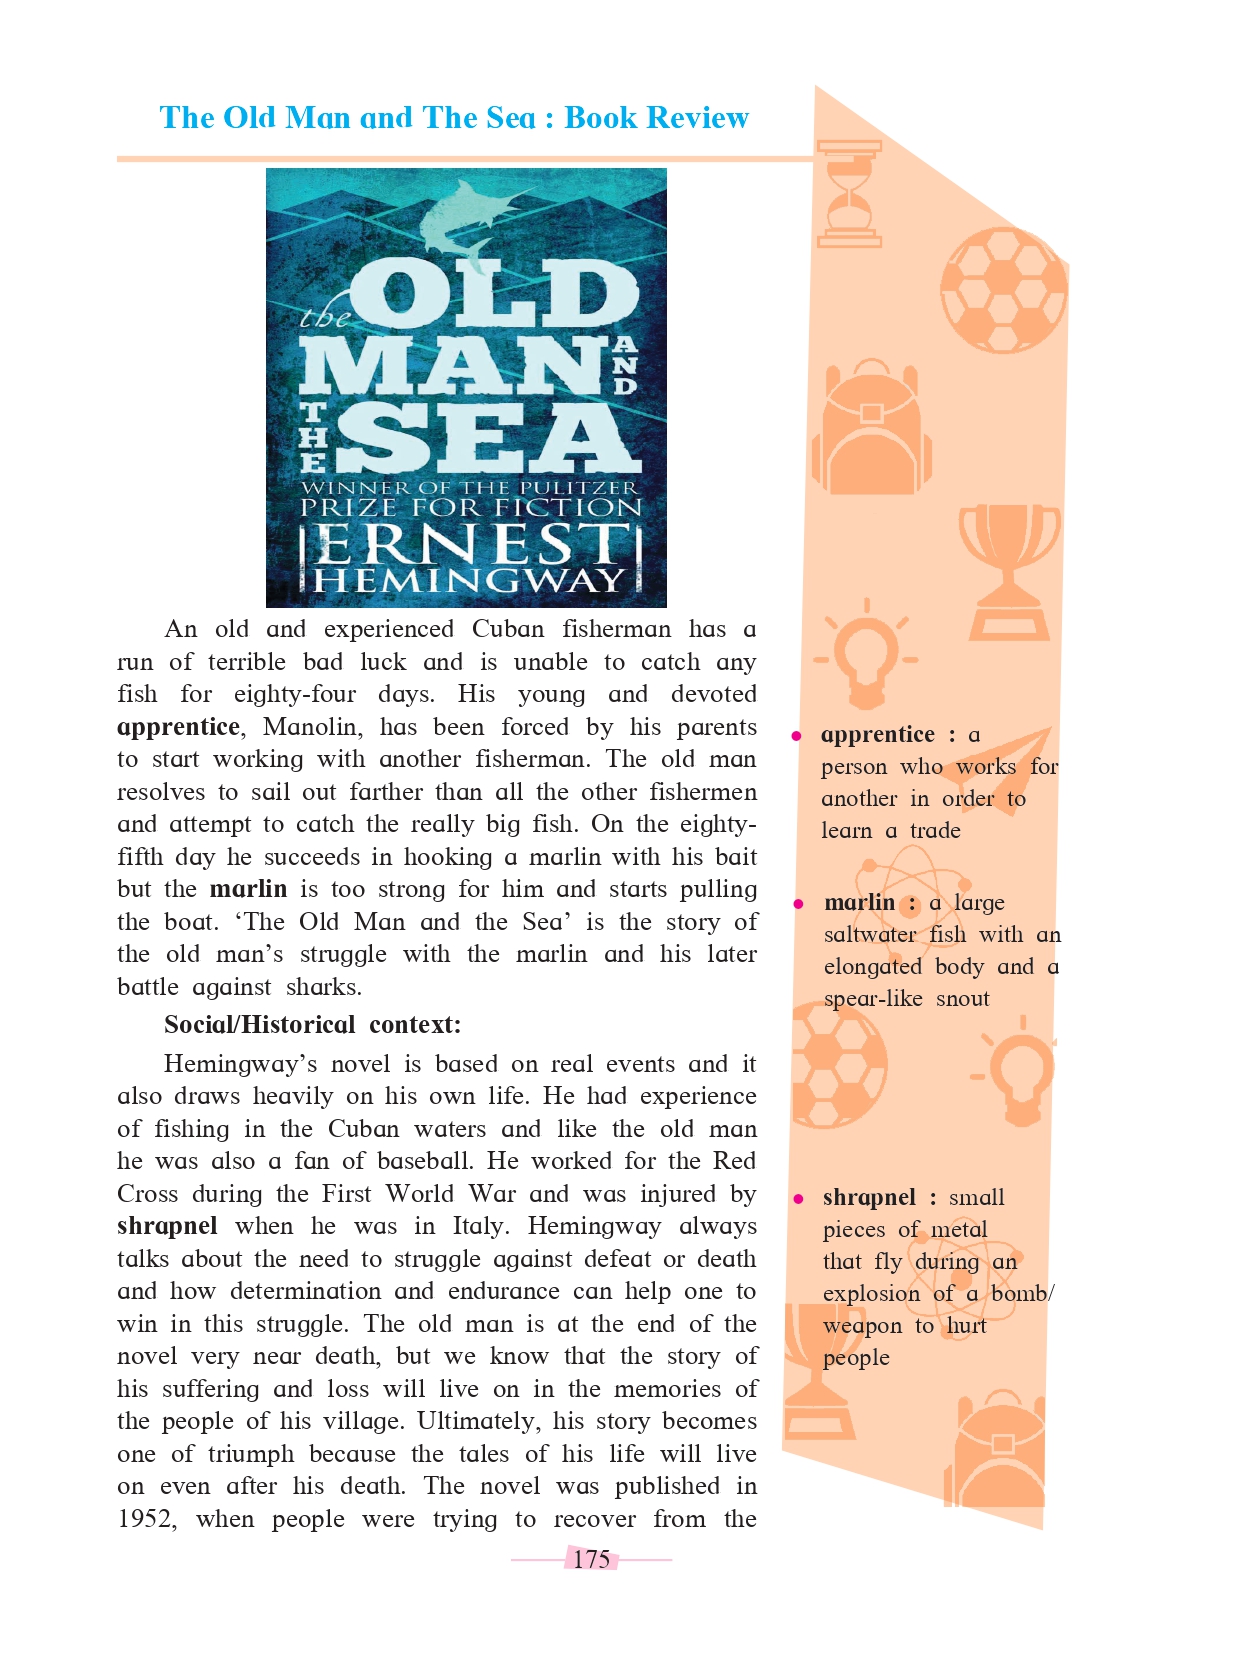 The Old Man and The Sea : Book Review
the OLD
MAN AND
THE SEA
WINNER OF THE PULITZER
PRIZE FOR FICTION
ERNEST
HEMINGWAY
An old and experienced Cuban fisherman has a
run of terrible bad luck and is unable to catch any
fish for eighty-four days. His young and devoted
apprentice, Manolin, has been forced by his parents
to start working with another fisherman. The old man
resolves to sail out farther than all the other fishermen
and attempt to catch the really big fish. On the eighty-
fifth day he succeeds in hooking a marlin with his bait
but the marlin is too strong for him and starts pulling
the boat. ‘The Old Man and the Sea’ is the story of
the old man’s struggle with the marlin and his later
battle against sharks.
Social/Historical context:
Hemingway’s novel is based on real events and it
also draws heavily on his own life. He had experience
of fishing in the Cuban waters and like the old man
he was also a fan of baseball. He worked for the Red
Cross during the First World War and was injured by
shrapnel when he was in Italy. Hemingway always
talks about the need to struggle against defeat or death
and how determination and endurance can help one to
win in this struggle. The old man is at the end of the
novel very near death, but we know that the story of
his suffering and loss will live on in the memories of
the people of his village. Ultimately, his story becomes
one of triumph because the tales of his life will live
on even after his death. The novel was published in
1952, when people were trying to recover from the
• apprentice : a
person who works for
another in order to
learn a trade
• marlin : a large
saltwater fish with an
elongated body and a
spear-like snout
• shrapnel : small
pieces of metal
that fly during an
explosion of a bomb/
weapon to hurt
people
175